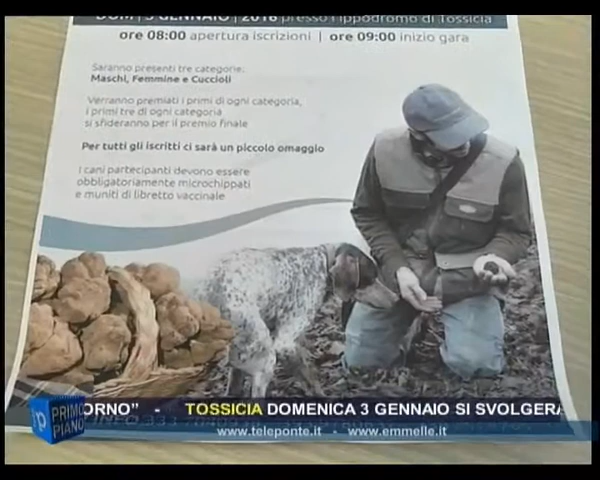 DOM | 3 GENNAIO | 2016 presso l'ippodromo di Tossicia
ore 08:00 apertura iscrizioni | ore 09:00 inizio gara
Saranno presenti tre categorie:
Maschi, Femmine e Cuccioli
Verranno premiati i primi di ogni categoria,
i primi tre di ogni categoria
si sfideranno per il premio finale
Per tutti gli iscritti ci sarà un piccolo omaggio
I cani partecipanti devono essere
obbligatoriamente microchippati
e muniti di libretto vaccinale
PRIMO
PIANO
ORNO” - TOSSICIA DOMENICA 3 GENNAIO SI SVOLGERA
www.teleponte.it - www.emmelle.it